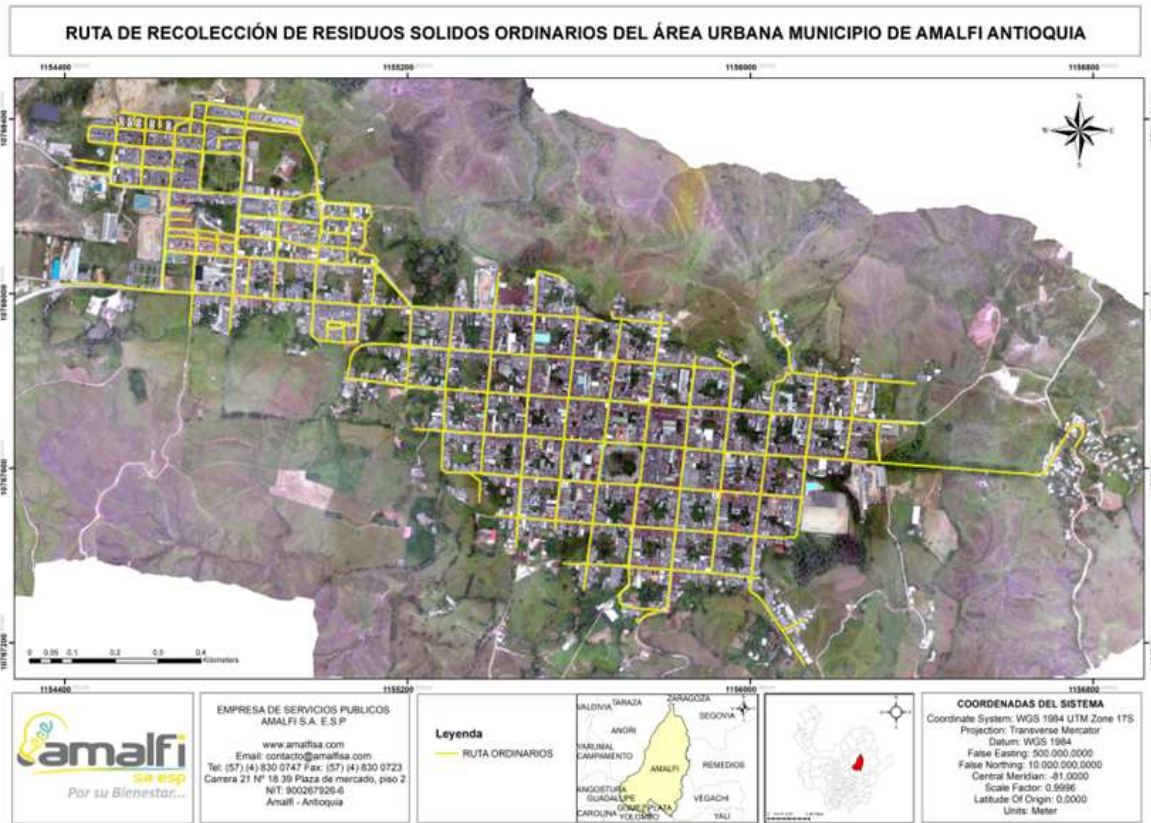 RUTA DE RECOLECCIÓN DE RESIDUOS SOLIDOS ORDINARIOS DEL ÁREA URBANA MUNICIPIO DE AMALFI ANTIOQUIA
1154400 1155200 1156000 1156800
10768400
10768000
10767600
10767200
N
W E
S
0 0.05 0.1 0.2 0.3 0.4
Kilometers
1154400 1155200 1156000 1156800
amalfi
sa esp
Por su Bienestar...
EMPRESA DE SERVICIOS PUBLICOS
AMALFI S.A. E.S.P
www.amalfisa.com
Email: contacto@amalfisa.com
Tel: (57) (4) 830 0747 Fax: (57) (4) 830 0723
Carrera 21 Nº 18 39 Plaza de mercado, piso 2
NIT: 900267926-6
Amalfi - Antioquia
Leyenda
RUTA ORDINARIOS
VALDIVIA TARAZA ZARAGOZA
SEGOVIA
ANORI
YARUMAL
CAMPAMENTO
REMEDIOS
AMALFI
ANGOSTURA
GUADALUPE
GOMEZ PLATA
VEGACHI
CAROLINA YOLOMBO YALI
COORDENADAS DEL SISTEMA
Coordinate System: WGS 1984 UTM Zone 17S
Projection: Transverse Mercator
Datum: WGS 1984
False Easting: 500.000,0000
False Northing: 10.000.000,0000
Central Meridian: -81,0000
Scale Factor: 0,9996
Latitude Of Origin: 0,0000
Units: Meter